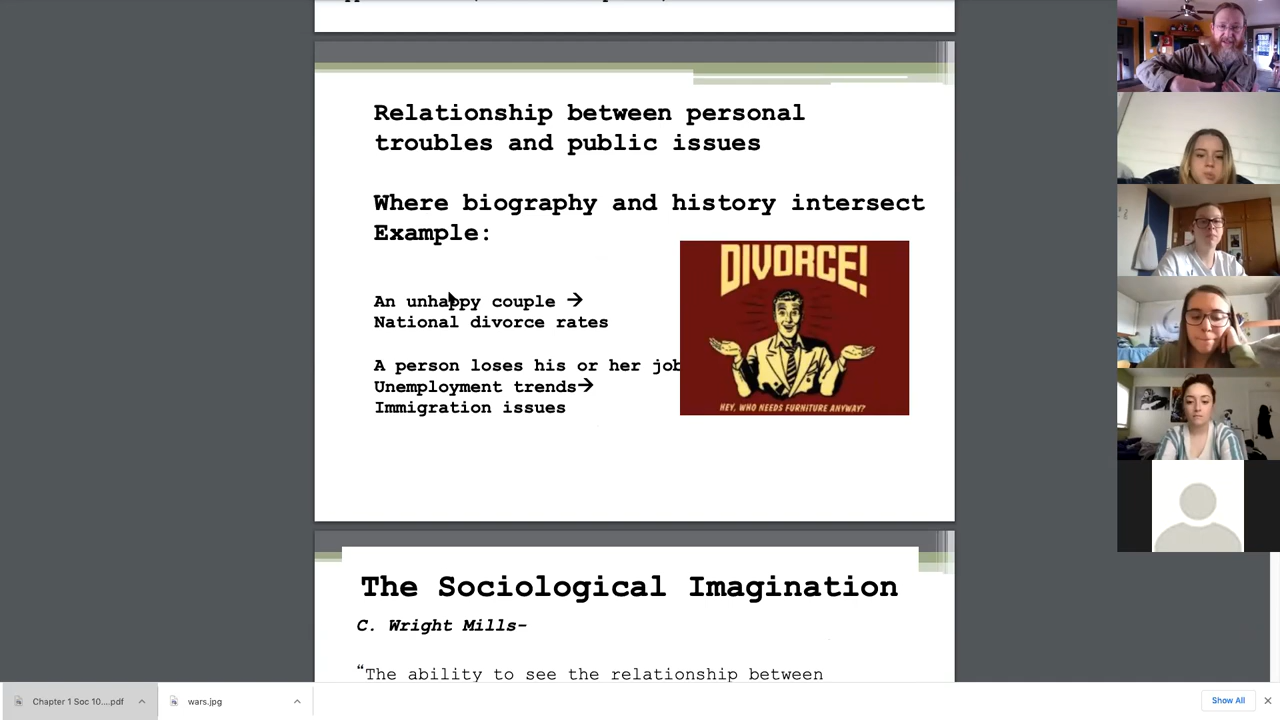 Relationship between personal
troubles and public issues
Where biography and history intersect
Example:
An unhappy couple →
National divorce rates
A person loses his or her job
Unemployment trends→
Immigration issues
DIVORCE!
HEY, WHO NEEDS FURNITURE ANYWAY?
The Sociological Imagination
C. Wright Mills-
“The ability to see the relationship between
Chapter 1 Soc 10....pdf
wars.jpg
Show All